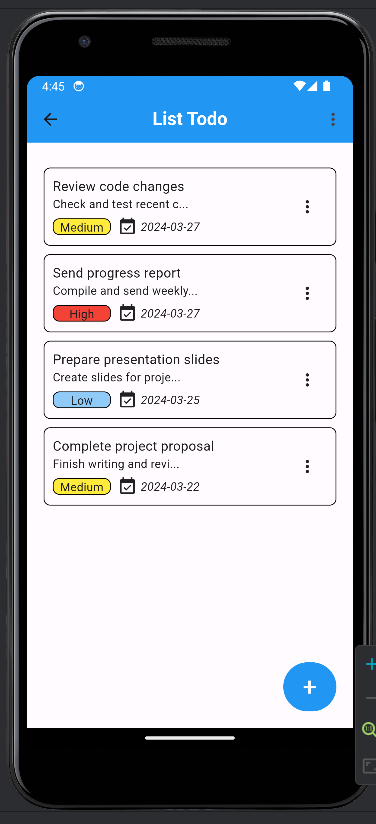 4:45
List Todo
Review code changes
Check and test recent c...
Medium 2024-03-27
Send progress report
Compile and send weekly...
High 2024-03-27
Prepare presentation slides
Create slides for proje...
Low 2024-03-25
Complete project proposal
Finish writing and revi...
Medium 2024-03-22